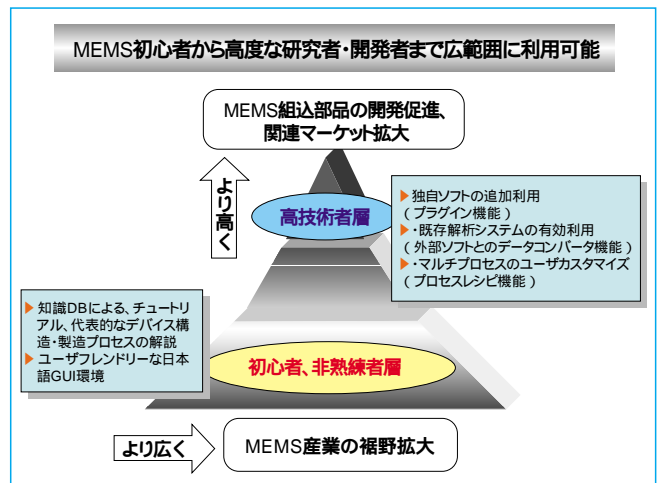 MEMS初心者から高度な研究者・開発者まで広範囲に利用可能
MEMS組込部品の開発促進、
関連マーケット拡大
より高く
高技術者層
▶独自ソフトの追加利用
(プラグイン機能)
▶・既存解析システムの有効利用
(外部ソフトとのデータコンバータ機能)
▶・マルチプロセスのユーザカスタマイズ
(プロセスレシピ機能)
▶知識DBによる、チュートリ
アル、代表的なデバイス構
造・製造プロセスの解説
▶ユーザフレンドリーな日本
語GUI環境
初心者、非熟練者層
より広く
MEMS産業の裾野拡大